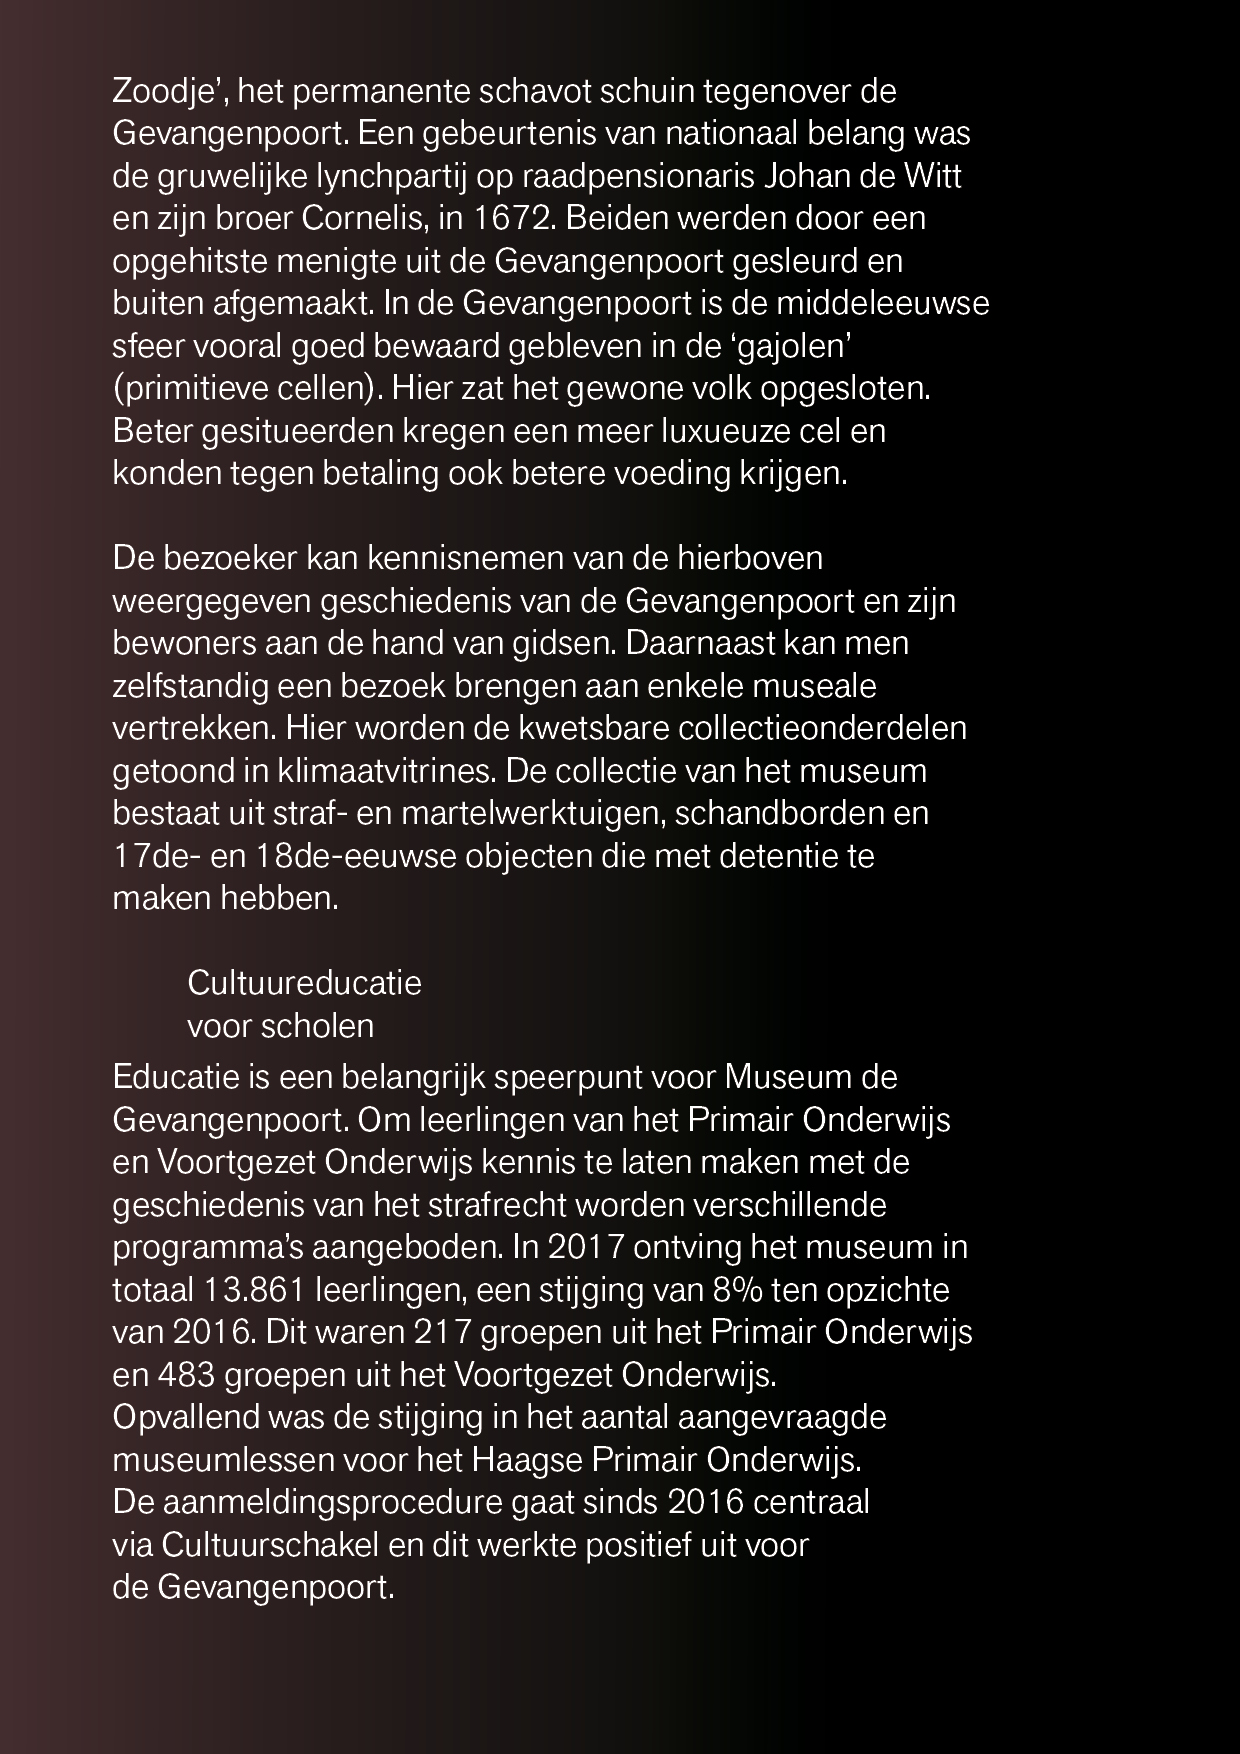 Zoodje’, het permanente schavot schuin tegenover de
Gevangenpoort. Een gebeurtenis van nationaal belang was
de gruwelijke lynchpartij op raadpensionaris Johan de Witt
en zijn broer Cornelis, in 1672. Beiden werden door een
opgehitste menigte uit de Gevangenpoort gesleurd en
buiten afgemaakt. In de Gevangenpoort is de middeleeuwse
sfeer vooral goed bewaard gebleven in de ‘gajolen’
(primitieve cellen). Hier zat het gewone volk opgesloten.
Beter gesitueerden kregen een meer luxueuze cel en
konden tegen betaling ook betere voeding krijgen.

De bezoeker kan kennisnemen van de hierboven
weergegeven geschiedenis van de Gevangenpoort en zijn
bewoners aan de hand van gidsen. Daarnaast kan men
zelfstandig een bezoek brengen aan enkele museale
vertrekken. Hier worden de kwetsbare collectieonderdelen
getoond in klimaatvitrines. De collectie van het museum
bestaat uit straf- en martelwerktuigen, schandborden en
17de- en 18de-eeuwse objecten die met detentie te
maken hebben.

Cultuureducatie
voor scholen
Educatie is een belangrijk speerpunt voor Museum de
Gevangenpoort. Om leerlingen van het Primair Onderwijs
en Voortgezet Onderwijs kennis te laten maken met de
geschiedenis van het strafrecht worden verschillende
programma’s aangeboden. In 2017 ontving het museum in
totaal 13.861 leerlingen, een stijging van 8% ten opzichte
van 2016. Dit waren 217 groepen uit het Primair Onderwijs
en 483 groepen uit het Voortgezet Onderwijs.
Opvallend was de stijging in het aantal aangevraagde
museumlessen voor het Haagse Primair Onderwijs.
De aanmeldingsprocedure gaat sinds 2016 centraal
via Cultuurschakel en dit werkte positief uit voor
de Gevangenpoort.